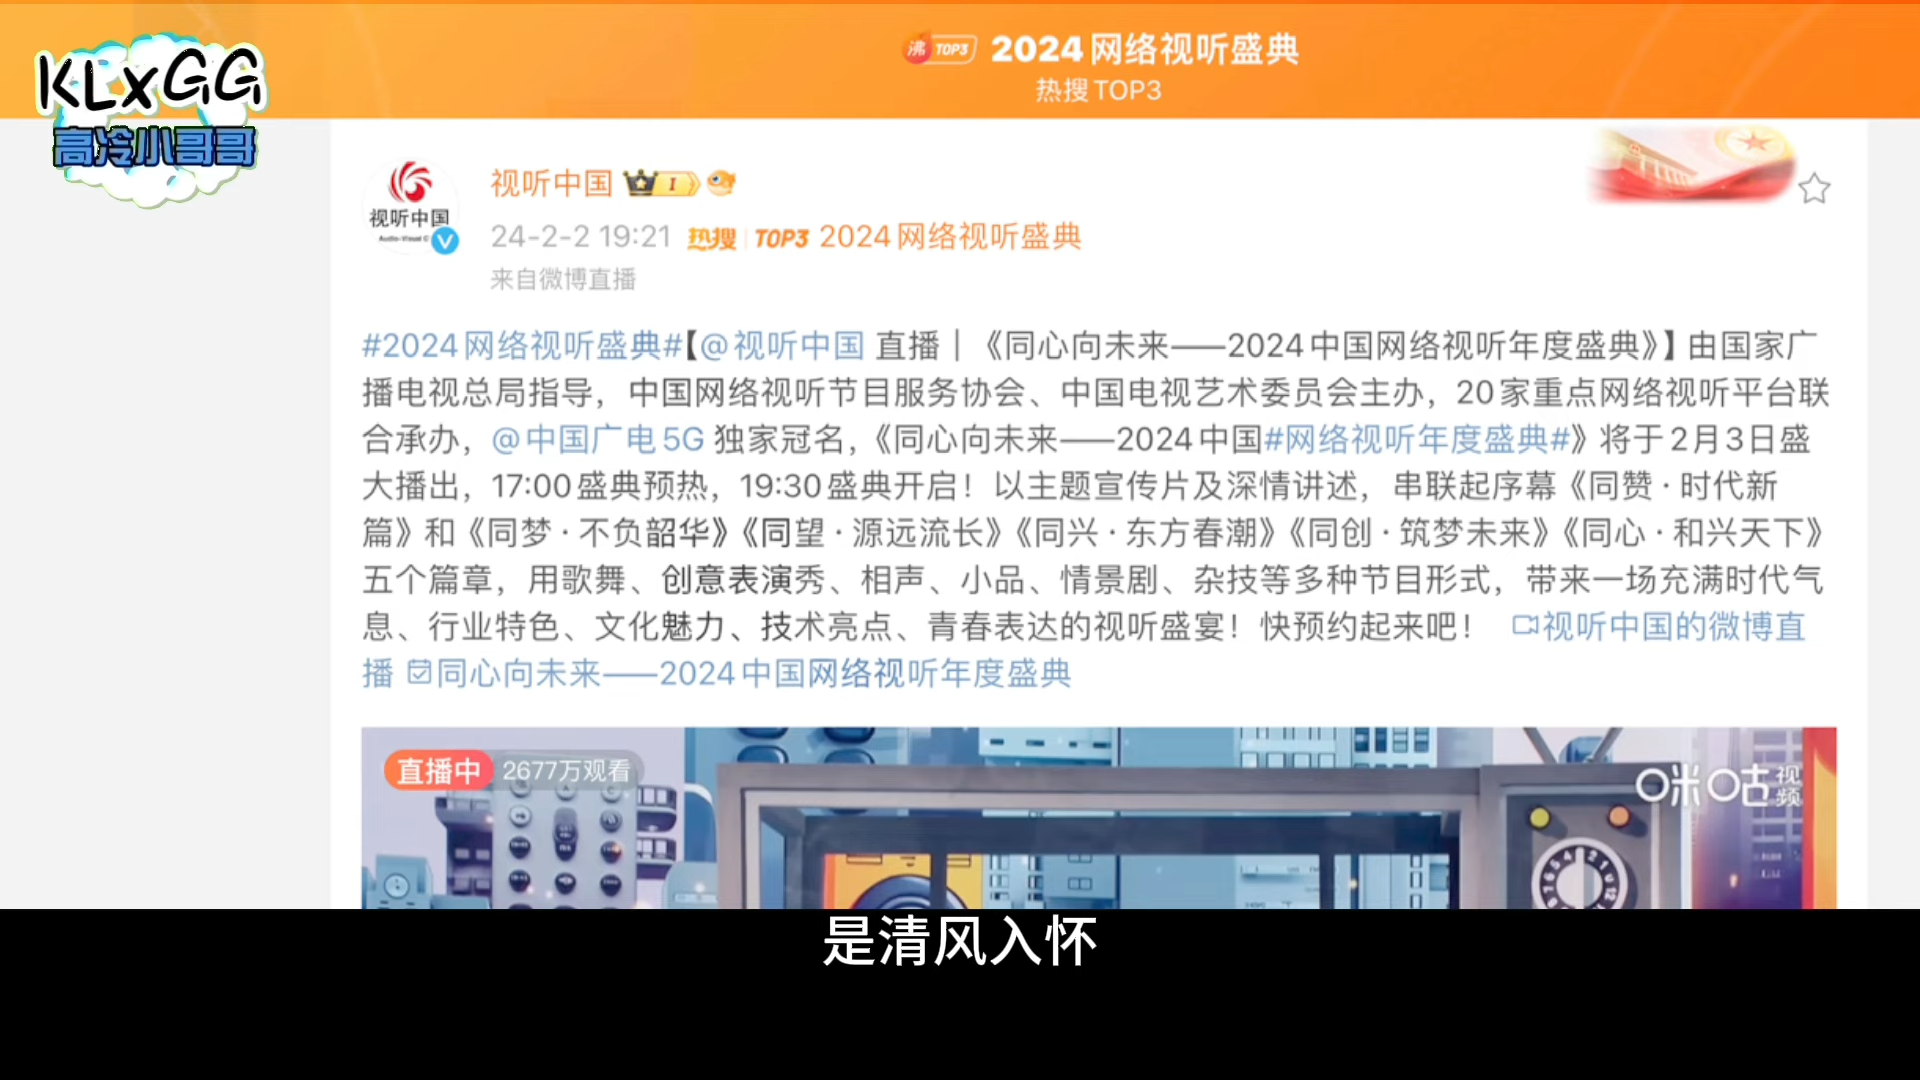 KLxGG
高冷小哥哥
沸 TOP3 2024网络视听盛典
热搜TOP3
视听中国
视听中国 I
24-2-2 19:21 热搜 TOP3 2024网络视听盛典
来自微博直播
#2024网络视听盛典#【@视听中国 直播｜《同心向未来——2024中国网络视听年度盛典》】由国家广
播电视总局指导，中国网络视听节目服务协会、中国电视艺术委员会主办，20家重点网络视听平台联
合承办，@中国广电5G 独家冠名，《同心向未来——2024中国#网络视听年度盛典#》将于2月3日盛
大播出，17:00盛典预热，19:30盛典开启！以主题宣传片及深情讲述，串联起序幕《同赞·时代新
篇》和《同梦·不负韶华》《同望·源远流长》《同兴·东方春潮》《同创·筑梦未来》《同心·和兴天下》
五个篇章，用歌舞、创意表演秀、相声、小品、情景剧、杂技等多种节目形式，带来一场充满时代气
息、行业特色、文化魅力、技术亮点、青春表达的视听盛宴！快预约起来吧！ 视听中国的微博直
播 同心向未来——2024中国网络视听年度盛典
直播中 2677万观看
咪咕视频
是清风入怀